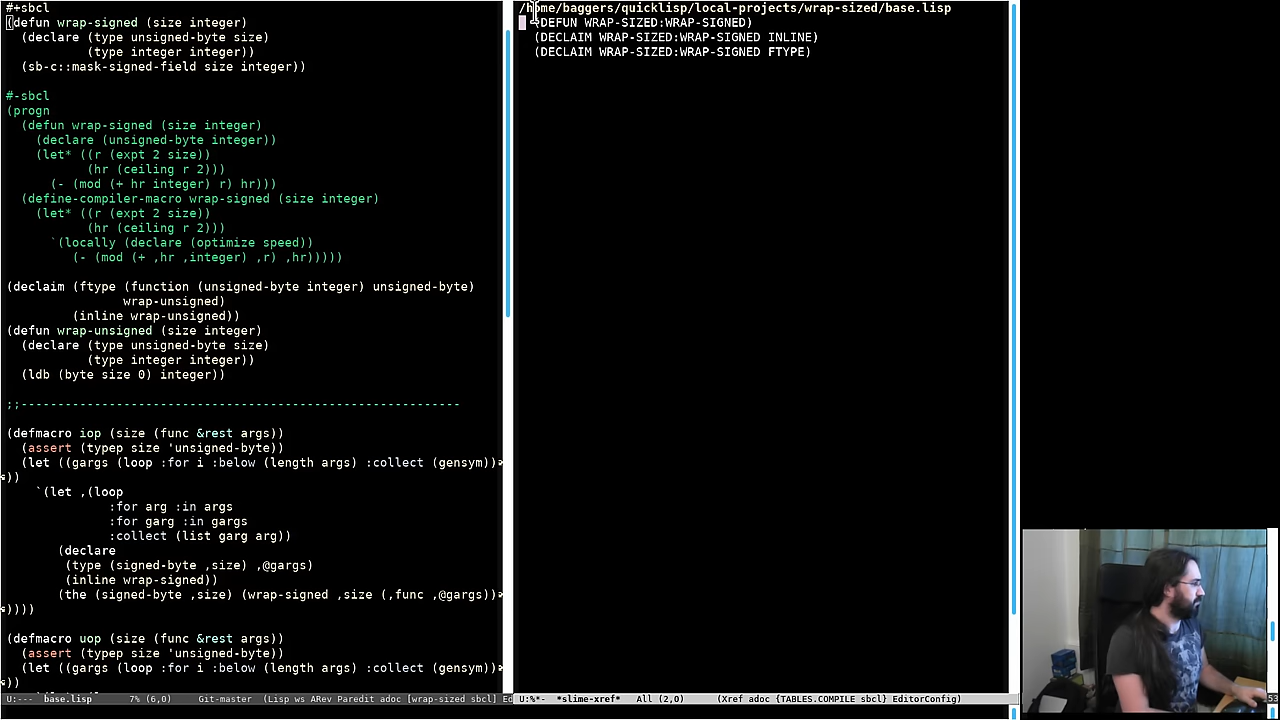 #+sbcl
(defun wrap-signed (size integer)
  (declare (type unsigned-byte size)
           (type integer integer))
  (sb-c::mask-signed-field size integer))

#-sbcl
(progn
  (defun wrap-signed (size integer)
    (declare (unsigned-byte integer))
    (let* ((r (expt 2 size))
           (hr (ceiling r 2)))
      (- (mod (+ hr integer) r) hr)))
  (define-compiler-macro wrap-signed (size integer)
    (let* ((r (expt 2 size))
           (hr (ceiling r 2)))
      `(locally (declare (optimize speed))
         (- (mod (+ ,hr ,integer) ,r) ,hr)))))

(declaim (ftype (function (unsigned-byte integer) unsigned-byte)
                wrap-unsigned)
         (inline wrap-unsigned))
(defun wrap-unsigned (size integer)
  (declare (type unsigned-byte size)
           (type integer integer))
  (ldb (byte size 0) integer))

;;------------------------------------------------------------

(defmacro iop (size (func &rest args))
  (assert (typep size 'unsigned-byte))
  (let ((gargs (loop :for i :below (length args) :collect (gensym))
))
    `(let ,(loop
              :for arg :in args
              :for garg :in gargs
              :collect (list garg arg))
       (declare
        (type (signed-byte ,size) ,@gargs)
        (inline wrap-signed))
       (the (signed-byte ,size) (wrap-signed ,size (,func ,@gargs))
))))

(defmacro uop (size (func &rest args))
  (assert (typep size 'unsigned-byte))
  (let ((gargs (loop :for i :below (length args) :collect (gensym))
))
U:--- base.lisp 7% (6,0) Git-master (Lisp ws ARev Paredit adoc [wrap-sized sbcl] Ed
/home/baggers/quicklisp/local-projects/wrap-sized/base.lisp
(DEFUN WRAP-SIZED:WRAP-SIGNED)
(DECLAIM WRAP-SIZED:WRAP-SIGNED INLINE)
(DECLAIM WRAP-SIZED:WRAP-SIGNED FTYPE)
U:%*- *slime-xref* All (2,0) (Xref adoc {TABLES.COMPILE sbcl} EditorConfig)